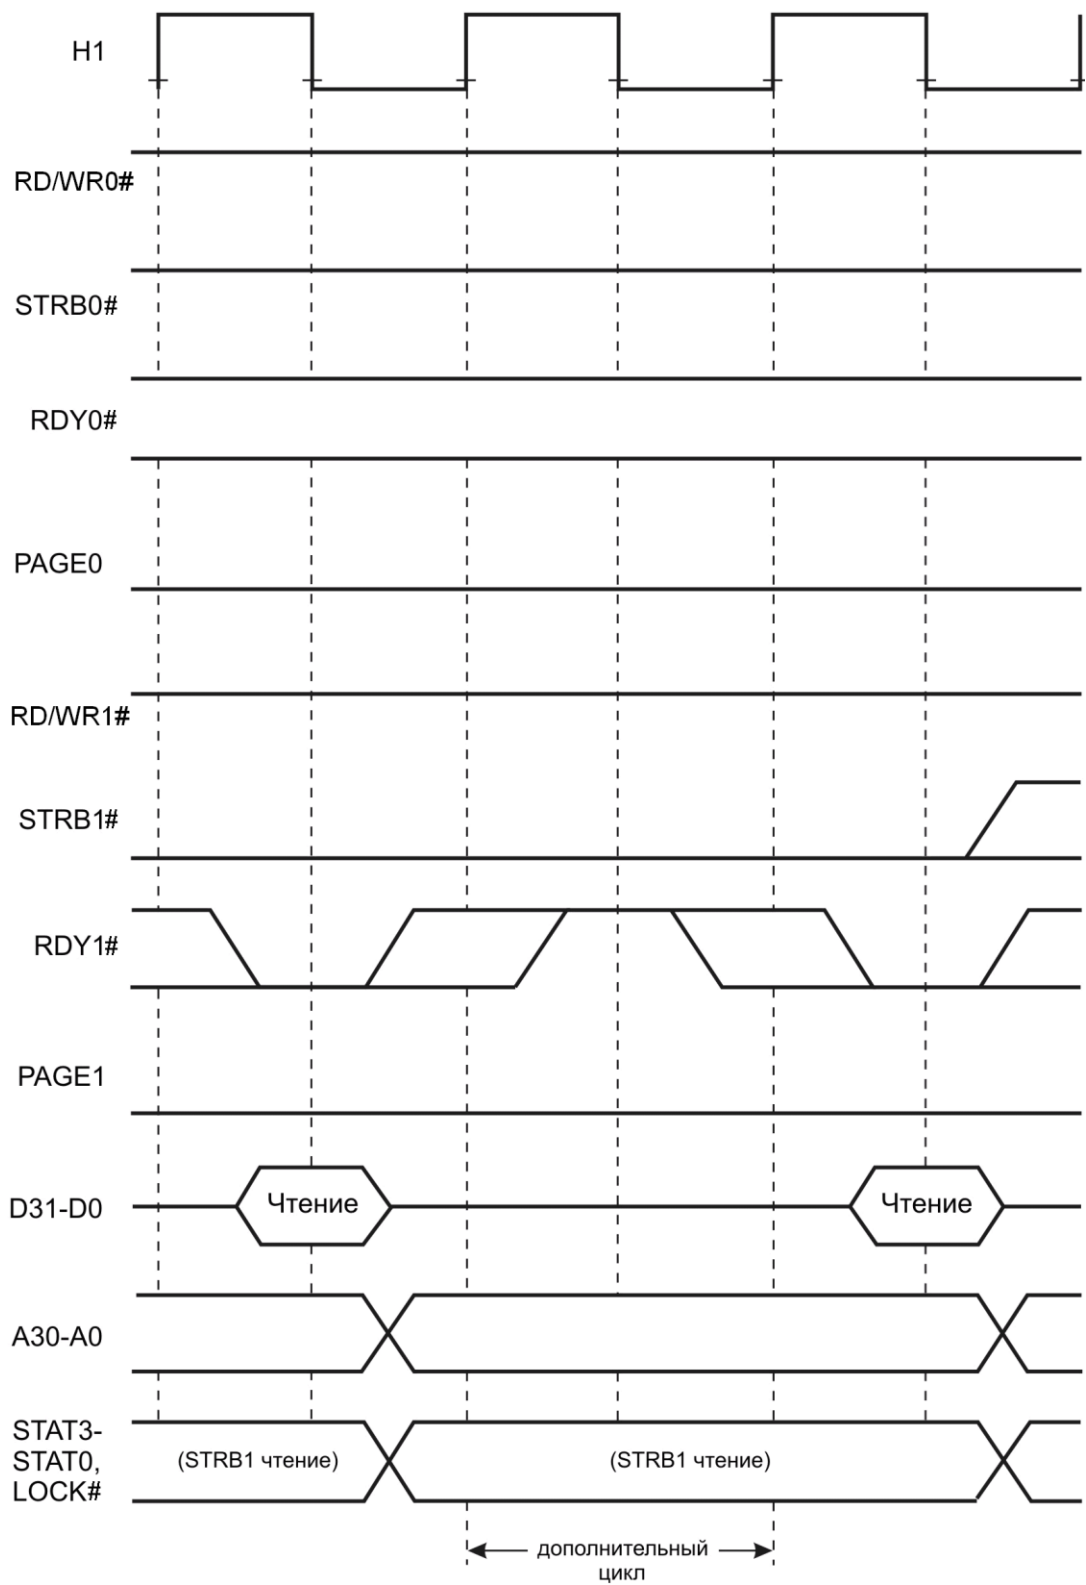 H1
RD/WR0#
STRB0#
RDY0#
PAGE0
RD/WR1#
STRB1#
RDY1#
PAGE1
D31-D0
Чтение
Чтение
A30-A0
STAT3-
STAT0,
LOCK#
(STRB1 чтение)
(STRB1 чтение)
дополнительный
цикл